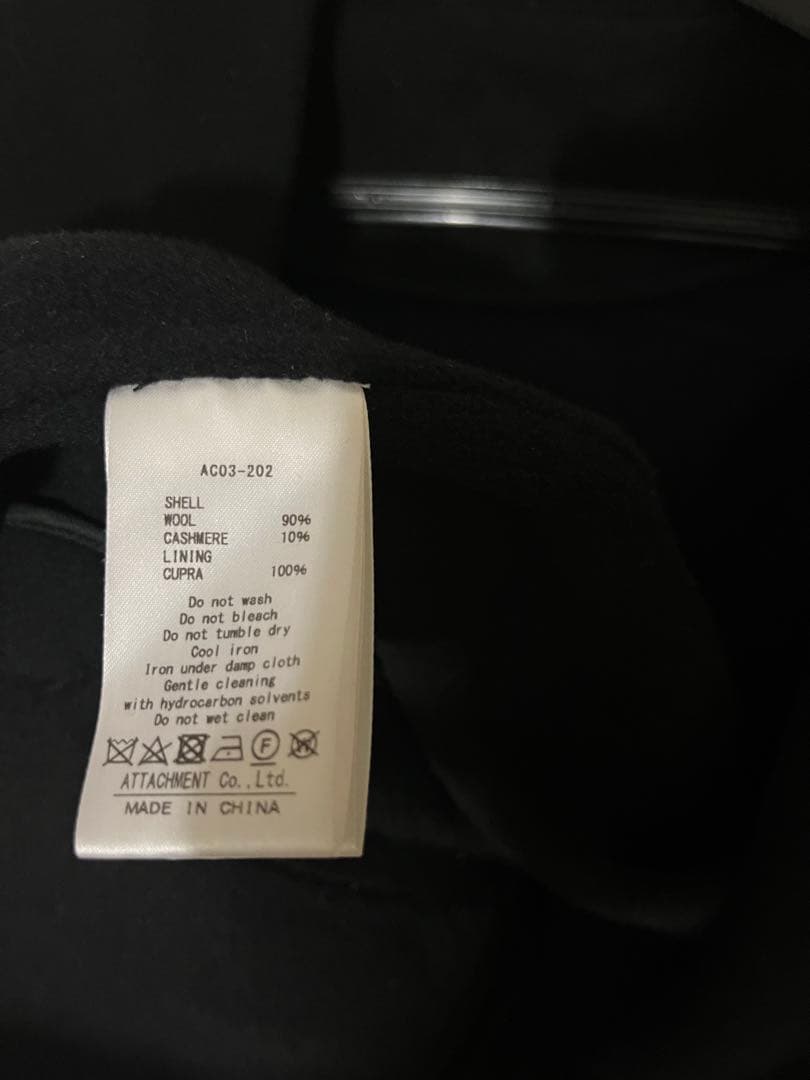 AC03-202
SHELL
WOOL 90%
CASHMERE 10%
LINING
CUPRA 100%
Do not wash
Do not bleach
Do not tumble dry
Cool iron
Iron under damp cloth
Gentle cleaning
with hydrocarbon solvents
Do not wet clean
F W
ATTACHMENT Co.,Ltd.
MADE IN CHINA